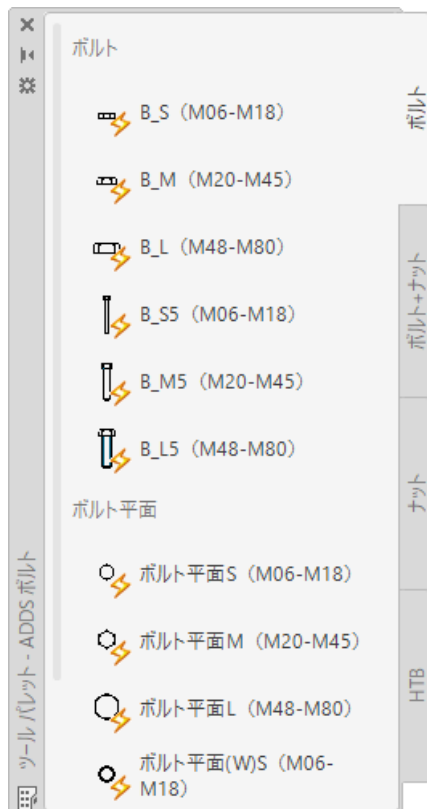 ボルト
B_S（M06-M18）
B_M（M20-M45）
B_L（M48-M80）
B_S5（M06-M18）
B_M5（M20-M45）
B_L5（M48-M80）
ボルト平面
ボルト平面S（M06-M18）
ボルト平面M（M20-M45）
ボルト平面L（M48-M80）
ボルト平面(W)S（M06-
M18）
ボルト
ボルト+ナット
ナット
HTB
ツール パレット - ADDS ボルト